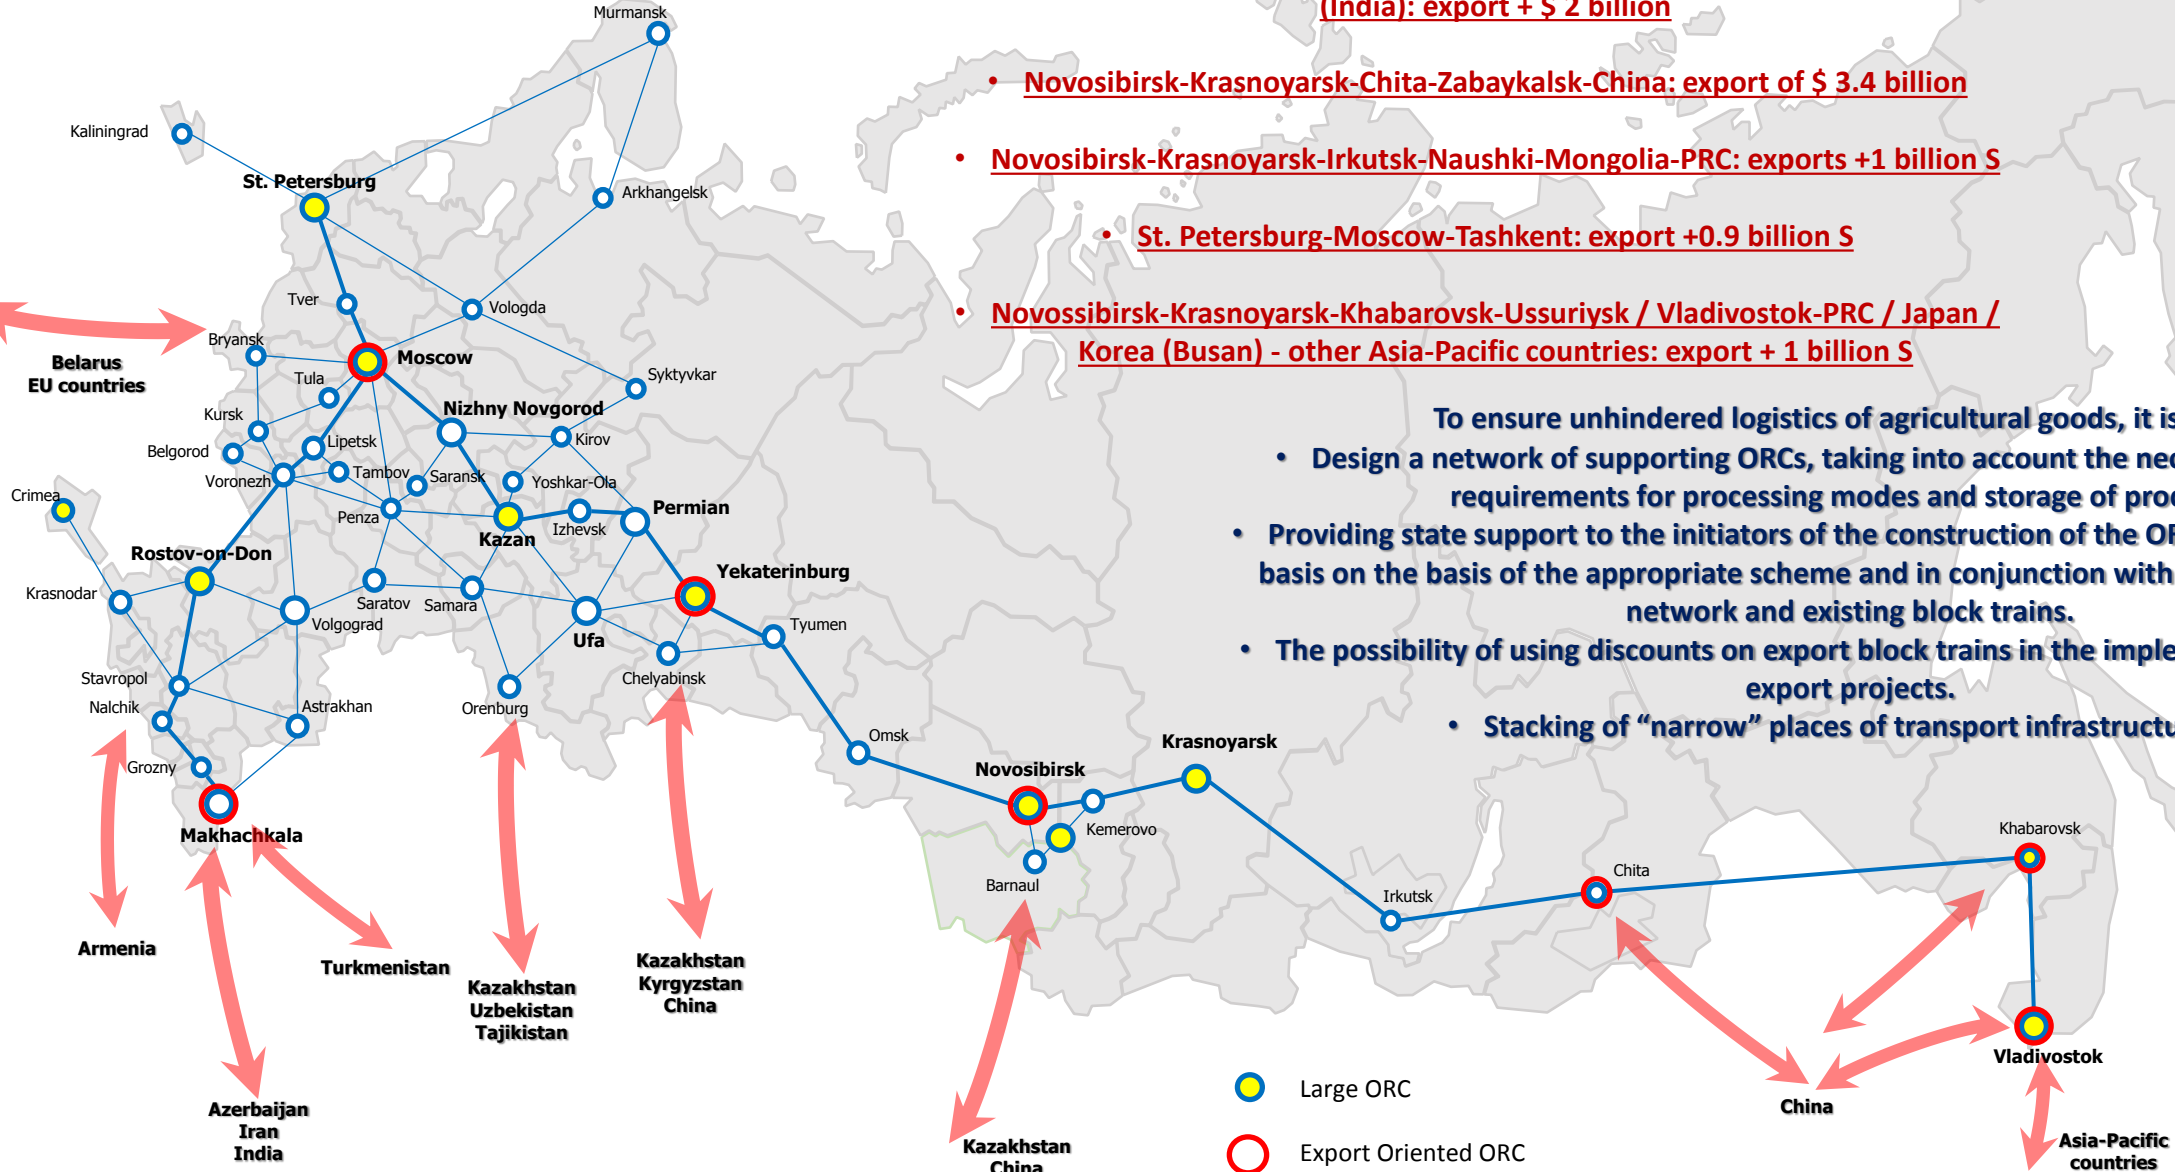 (India): export + $ 2 billion
• Novosibirsk-Krasnoyarsk-Chita-Zabaykalsk-China: export of $ 3.4 billion
• Novosibirsk-Krasnoyarsk-Irkutsk-Naushki-Mongolia-PRC: exports +1 billion S
• St. Petersburg-Moscow-Tashkent: export +0.9 billion S
• Novossibirsk-Krasnoyarsk-Khabarovsk-Ussuriysk / Vladivostok-PRC / Japan /
Korea (Busan) - other Asia-Pacific countries: export + 1 billion S
To ensure unhindered logistics of agricultural goods, it is
• Design a network of supporting ORCs, taking into account the nec
requirements for processing modes and storage of proc
• Providing state support to the initiators of the construction of the OR
basis on the basis of the appropriate scheme and in conjunction with
network and existing block trains.
• The possibility of using discounts on export block trains in the imple
export projects.
• Stacking of “narrow” places of transport infrastructu
Murmansk
Kaliningrad
St. Petersburg
Arkhangelsk
Tver
Vologda
Bryansk
Belarus
EU countries
Moscow
Tula
Syktyvkar
Kursk
Nizhny Novgorod
Kirov
Belgorod
Lipetsk
Voronezh
Tambov
Saransk
Yoshkar-Ola
Crimea
Penza
Kazan
Izhevsk
Permian
Rostov-on-Don
Yekaterinburg
Krasnodar
Saratov
Samara
Volgograd
Ufa
Tyumen
Stavropol
Chelyabinsk
Nalchik
Astrakhan
Orenburg
Grozny
Omsk
Krasnoyarsk
Novosibirsk
Makhachkala
Kemerovo
Barnaul
Khabarovsk
Chita
Irkutsk
Armenia
Turkmenistan
Kazakhstan
Uzbekistan
Tajikistan
Kazakhstan
Kyrgyzstan
China
Azerbaijan
Iran
India
Kazakhstan
China
Vladivostok
China
Asia-Pacific
countries
Large ORC
Export Oriented ORC